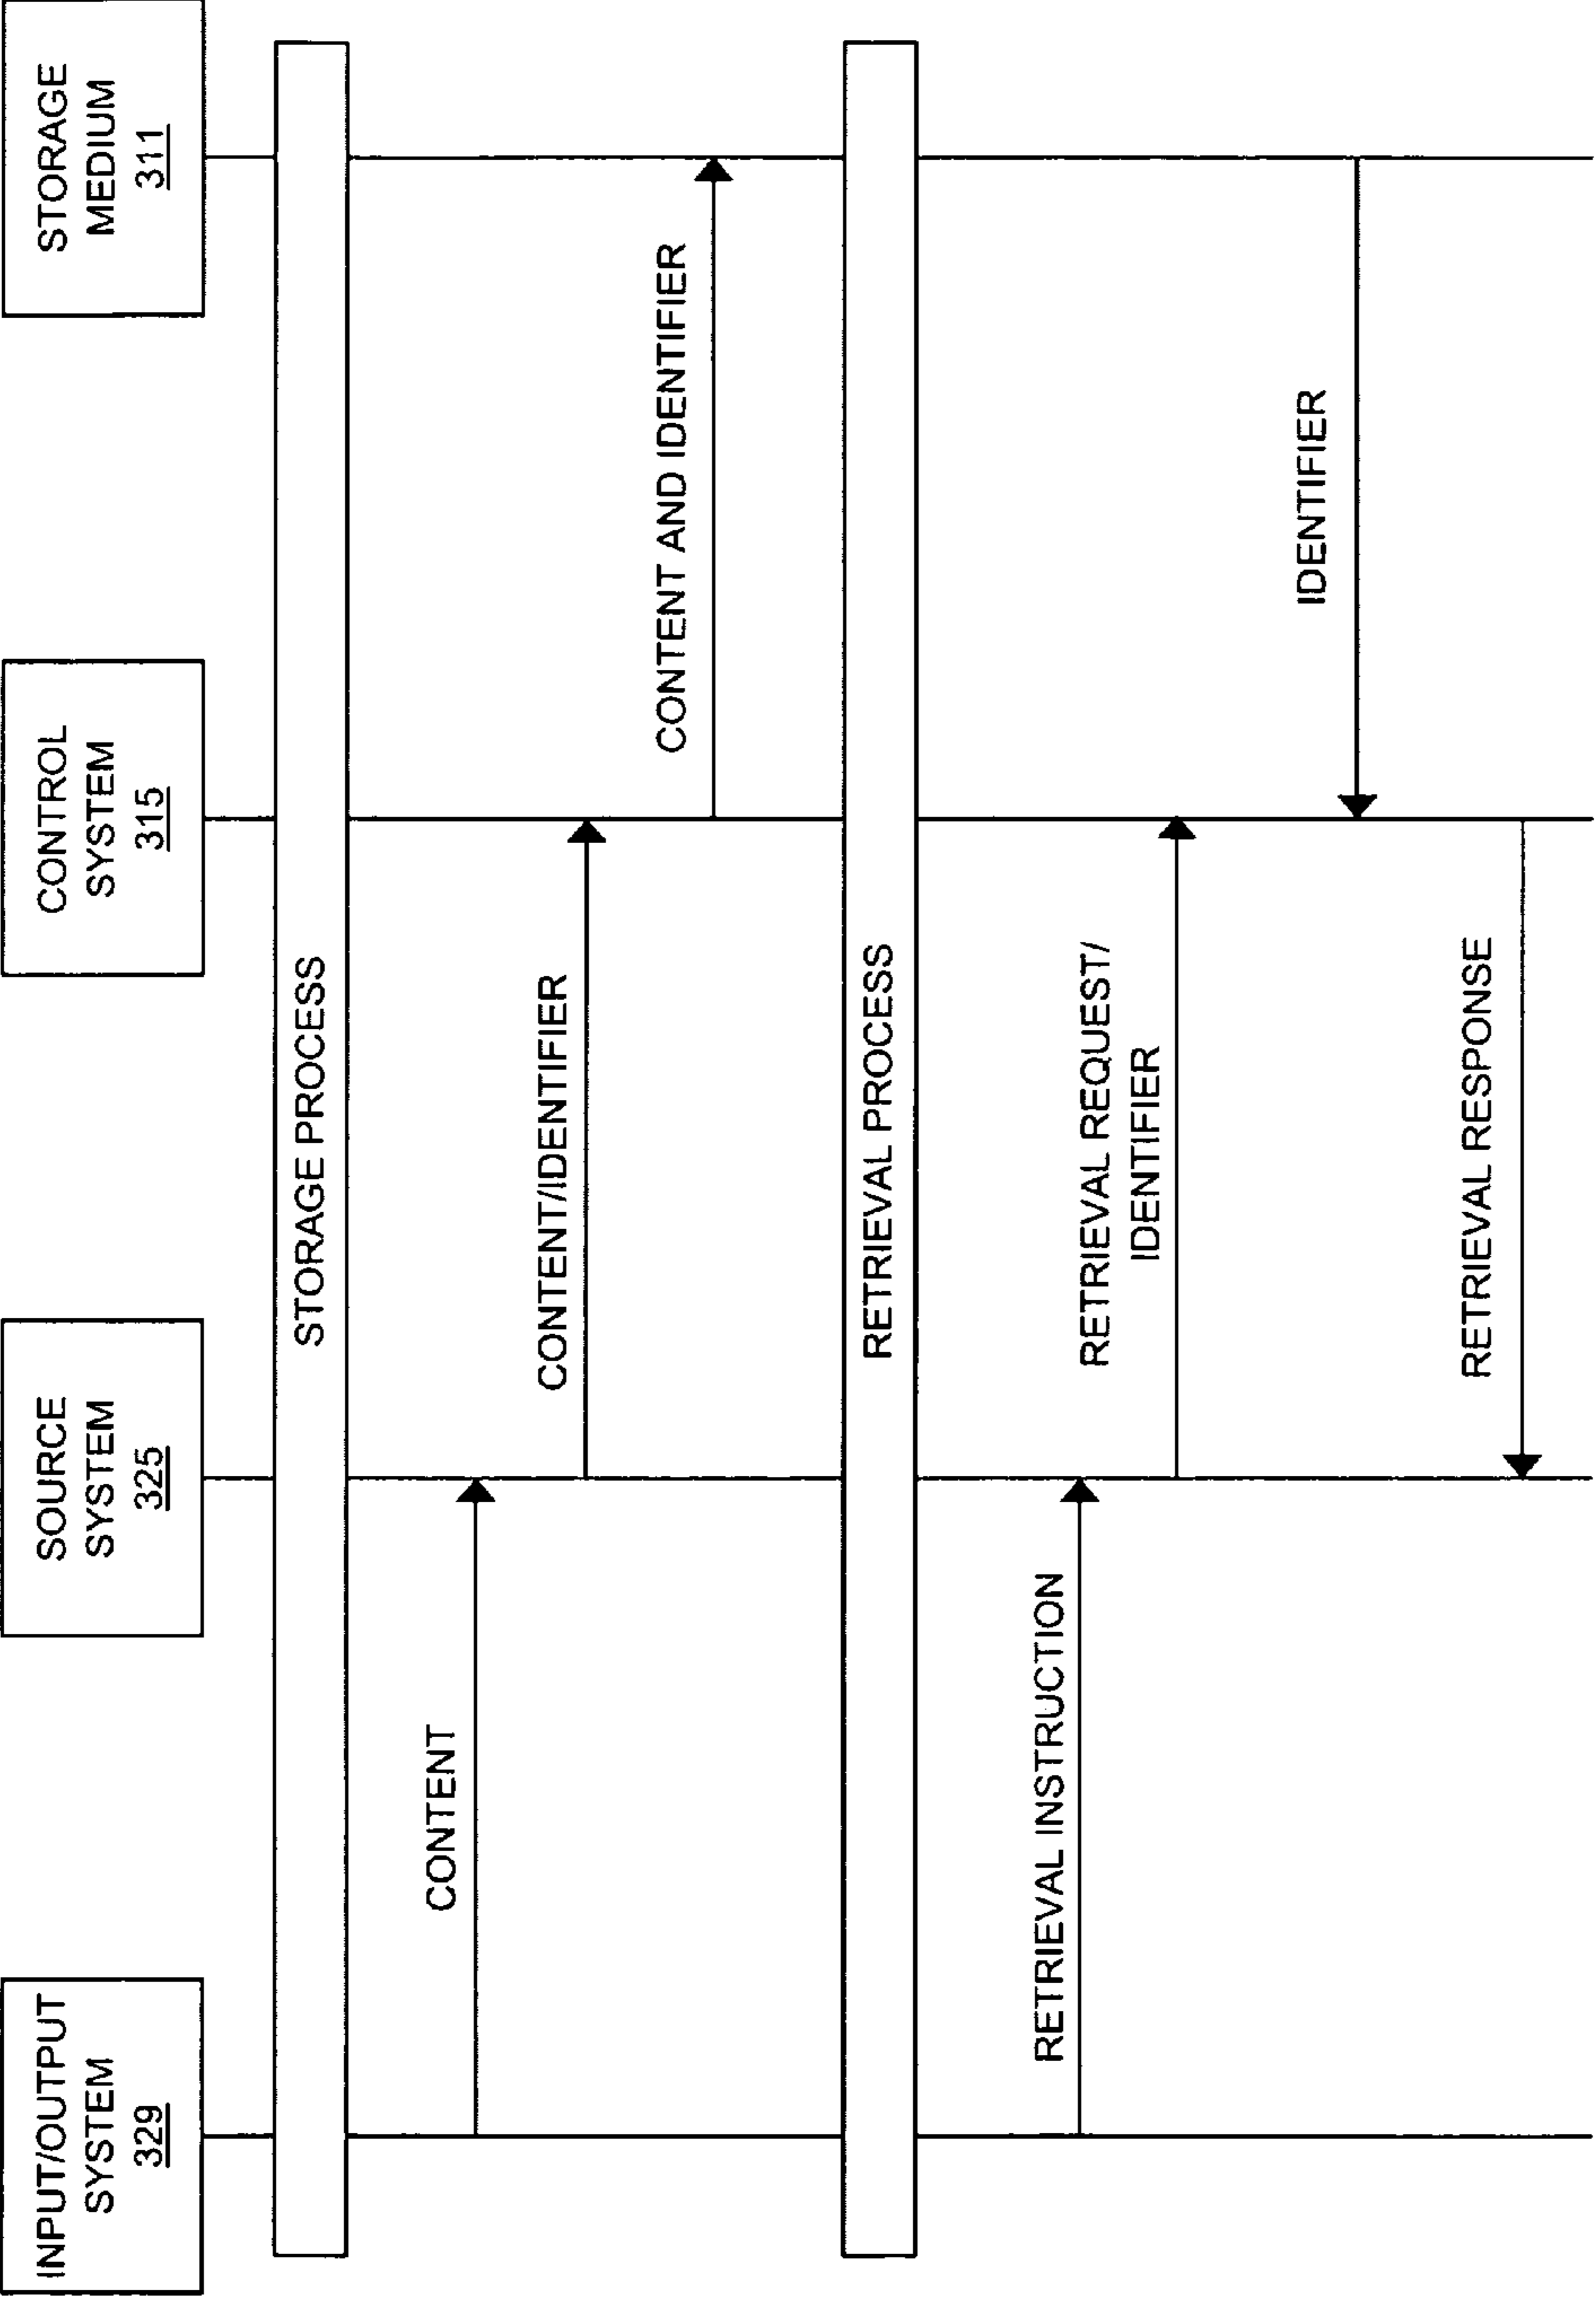 INPUT/OUTPUT
SYSTEM
329
SOURCE
SYSTEM
325
CONTROL
SYSTEM
315
STORAGE
MEDIUM
311
STORAGE PROCESS
CONTENT
CONTENT/IDENTIFIER
CONTENT AND IDENTIFIER
RETRIEVAL PROCESS
RETRIEVAL INSTRUCTION
RETRIEVAL REQUEST/
IDENTIFIER
IDENTIFIER
RETRIEVAL RESPONSE